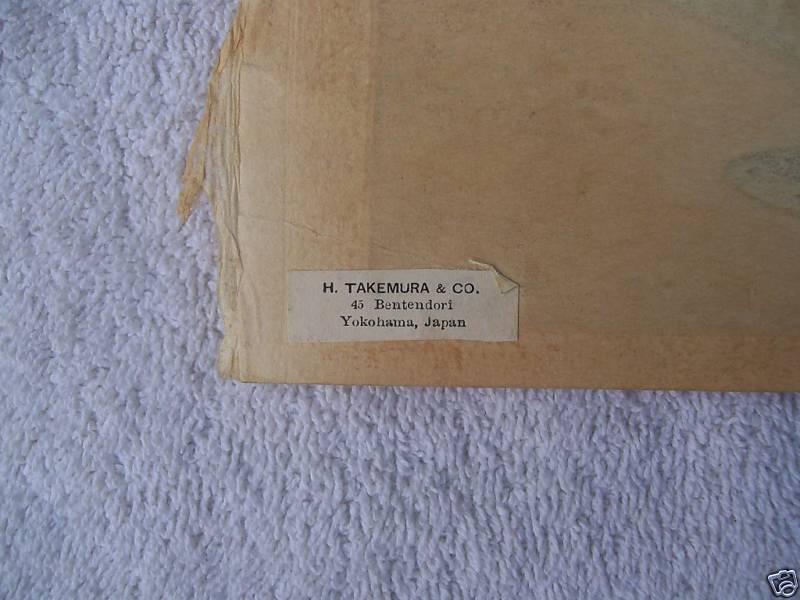 H. TAKEMURA & CO.
45 Bentendori
Yokohama, Japan